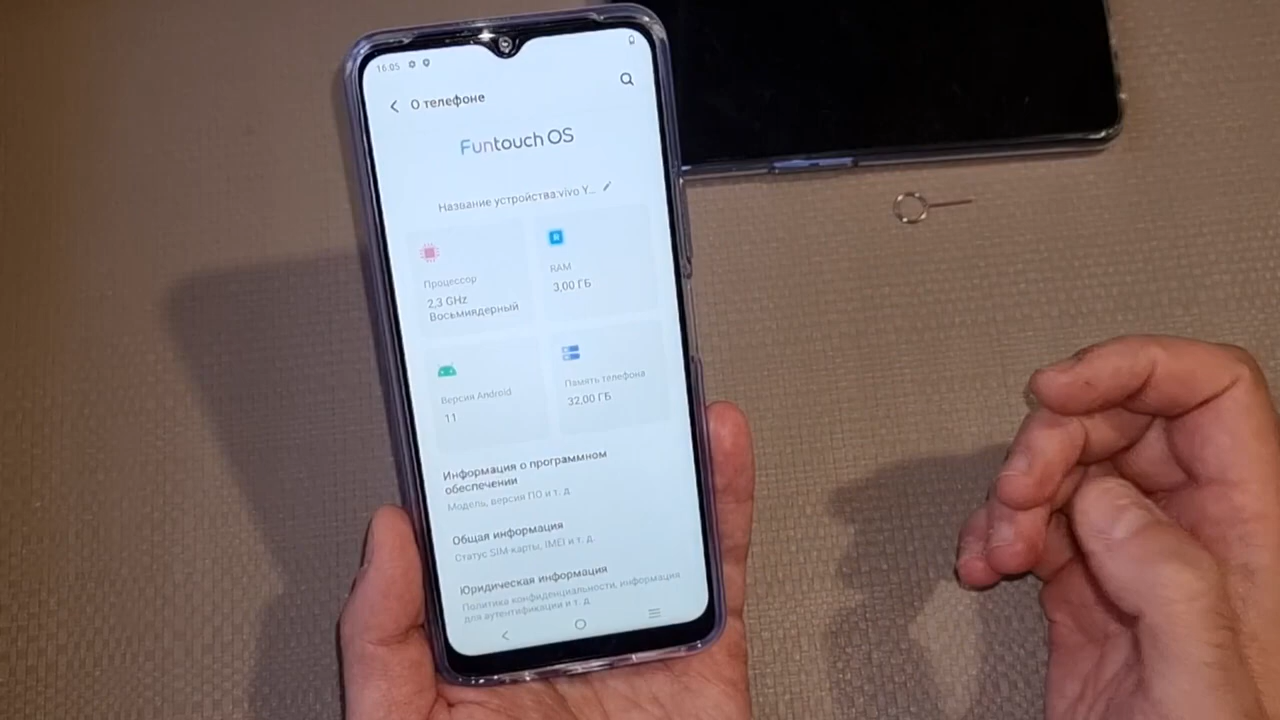 16:05
О телефоне
Funtouch OS
Название устройства:vivo Y...
Процессор
2,3 GHz
Восьмиядерный
RAM
3,00 ГБ
Версия Android
11
Память телефона
32,00 ГБ
Информация о программном
обеспечении
Модель, версия ПО и т. д.
Общая информация
Статус SIM-карты, IMEI и т. д.
Юридическая информация
Политика конфиденциальности, информация
для аутентификации и т. д.